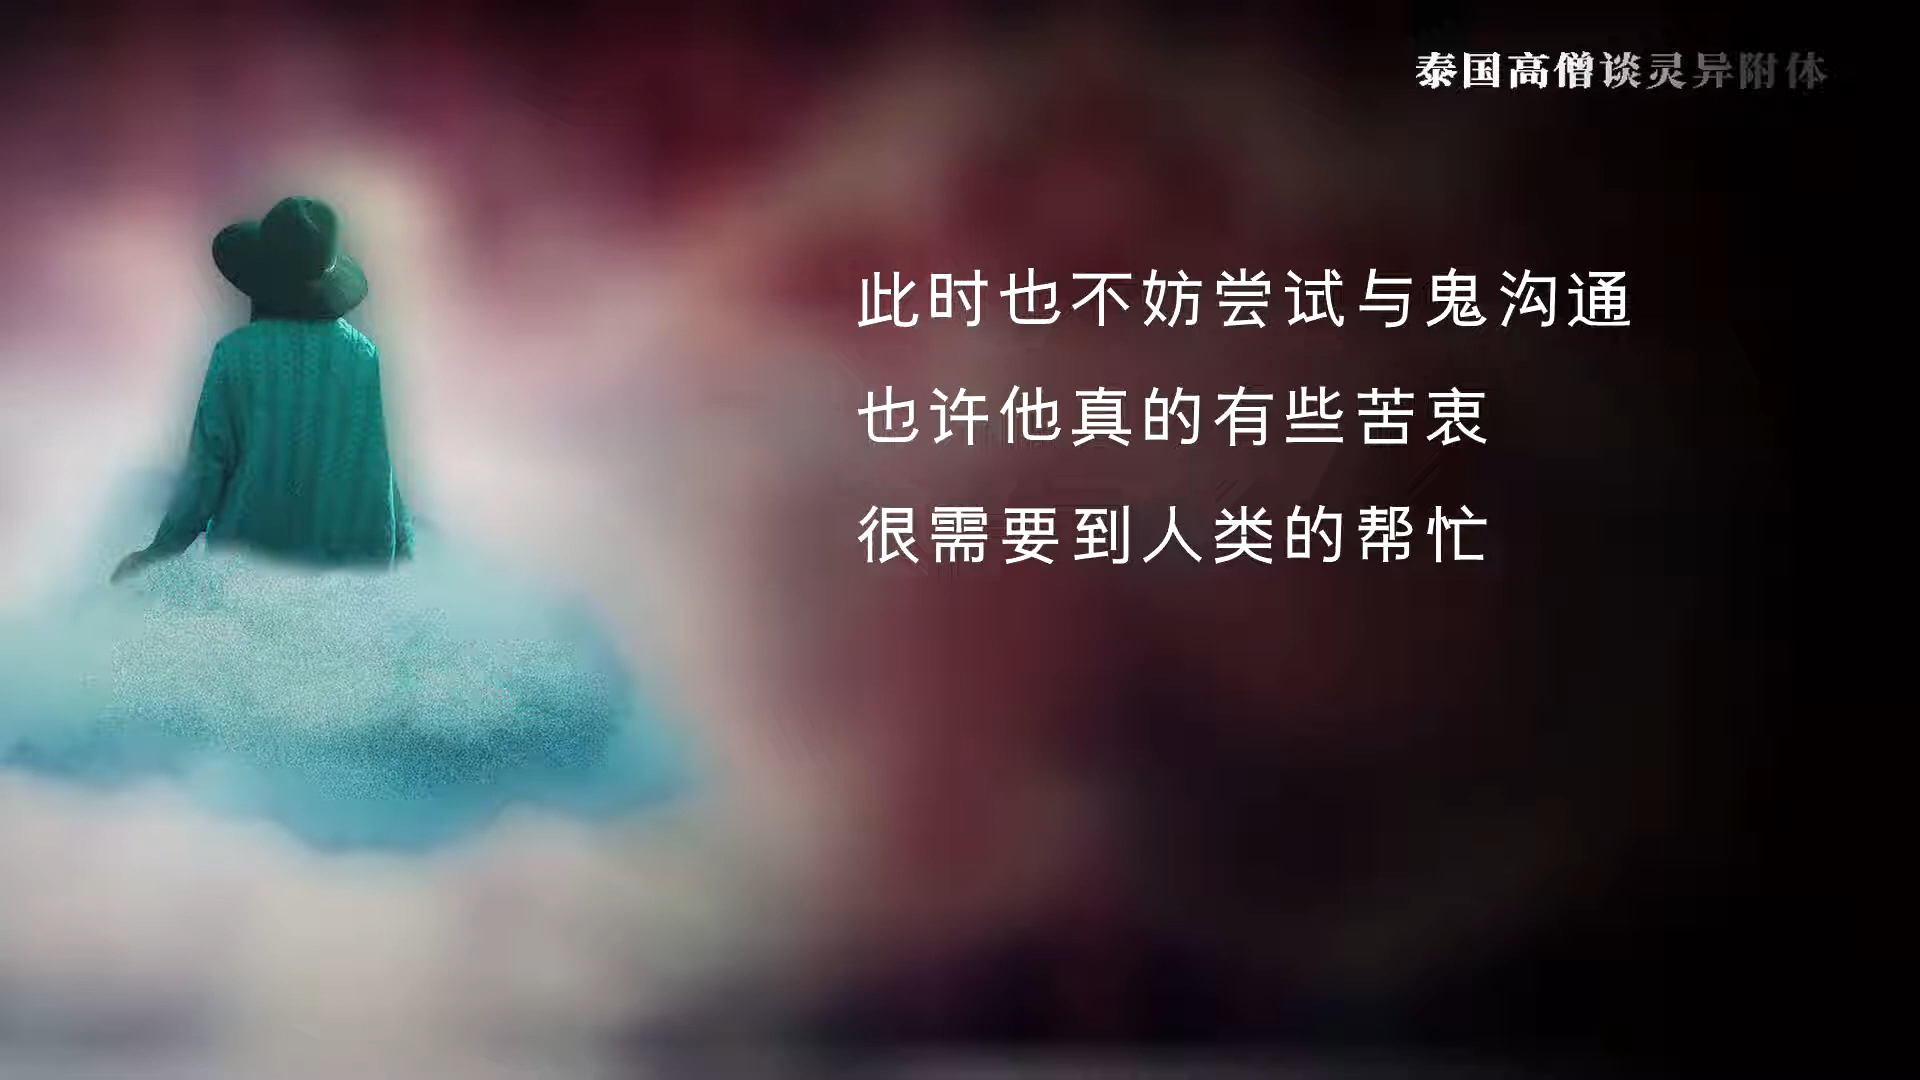 泰国高僧谈灵异附体
此时也不妨尝试与鬼沟通
也许他真的有些苦衷
很需要到人类的帮忙